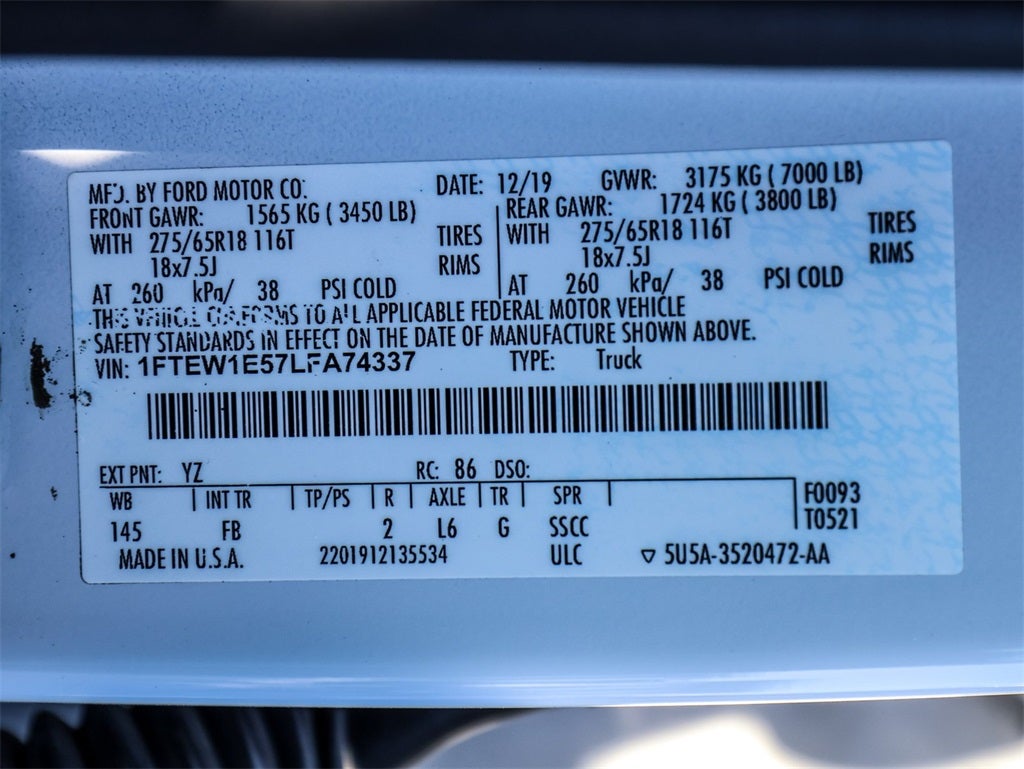 MFD. BY FORD MOTOR CO. DATE: 12/19 GVWR: 3175 KG ( 7000 LB)
FRONT GAWR: 1565 KG ( 3450 LB) REAR GAWR: 1724 KG ( 3800 LB)
WITH 275/65R18 116T TIRES WITH 275/65R18 116T TIRES
18x7.5J RIMS 18x7.5J RIMS
AT 260 kPa/ 38 PSI COLD AT 260 kPa/ 38 PSI COLD
THIS VEHICLE CONFORMS TO ALL APPLICABLE FEDERAL MOTOR VEHICLE
SAFETY STANDARDS IN EFFECT ON THE DATE OF MANUFACTURE SHOWN ABOVE.
VIN: 1FTEW1E57LFA74337 TYPE: Truck
EXT PNT: YZ RC: 86 DSO:
WB INT TR TP/PS R AXLE TR SPR F0093
145 FB 2 L6 G SSCC T0521
MADE IN U.S.A. 2201912135534 ULC ▽ 5U5A-3520472-AA